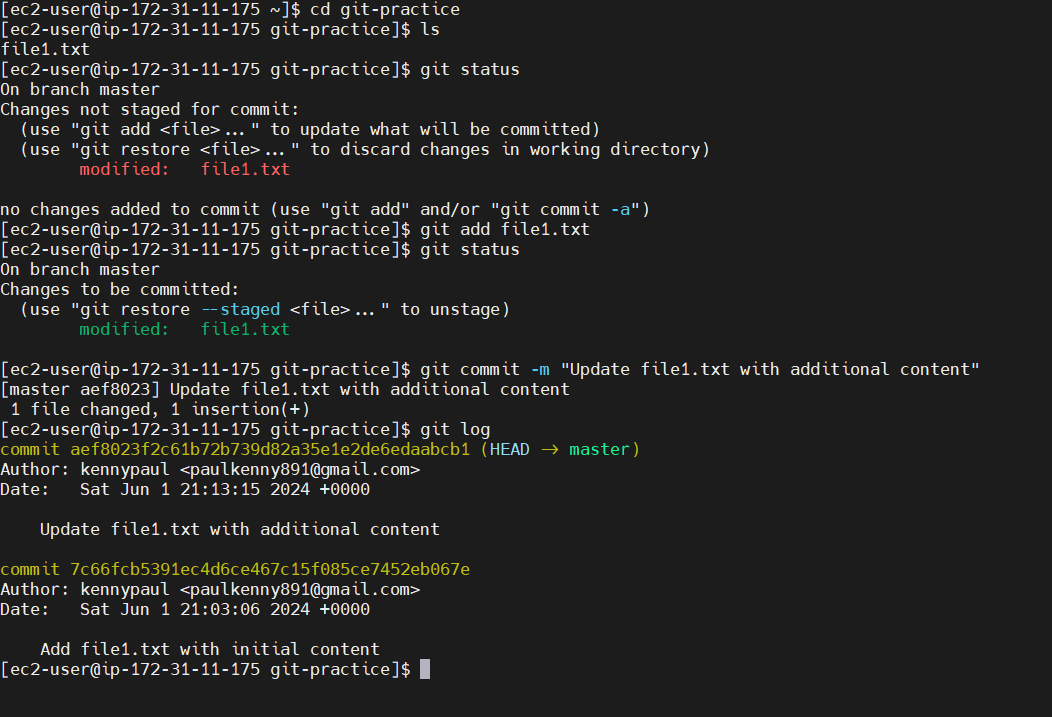 [ec2-user@ip-172-31-11-175 ~]$ cd git-practice
[ec2-user@ip-172-31-11-175 git-practice]$ ls
file1.txt
[ec2-user@ip-172-31-11-175 git-practice]$ git status
On branch master
Changes not staged for commit:
  (use "git add <file>..." to update what will be committed)
  (use "git restore <file>..." to discard changes in working directory)
        modified:   file1.txt

no changes added to commit (use "git add" and/or "git commit -a")
[ec2-user@ip-172-31-11-175 git-practice]$ git add file1.txt
[ec2-user@ip-172-31-11-175 git-practice]$ git status
On branch master
Changes to be committed:
  (use "git restore --staged <file>..." to unstage)
        modified:   file1.txt

[ec2-user@ip-172-31-11-175 git-practice]$ git commit -m "Update file1.txt with additional content"
[master aef8023] Update file1.txt with additional content
 1 file changed, 1 insertion(+)
[ec2-user@ip-172-31-11-175 git-practice]$ git log
commit aef8023f2c61b72b739d82a35e1e2de6edaabcb1 (HEAD -> master)
Author: kennypaul <paulkenny891@gmail.com>
Date:   Sat Jun 1 21:13:15 2024 +0000

    Update file1.txt with additional content

commit 7c66fcb5391ec4d6ce467c15f085ce7452eb067e
Author: kennypaul <paulkenny891@gmail.com>
Date:   Sat Jun 1 21:03:06 2024 +0000

    Add file1.txt with initial content
[ec2-user@ip-172-31-11-175 git-practice]$